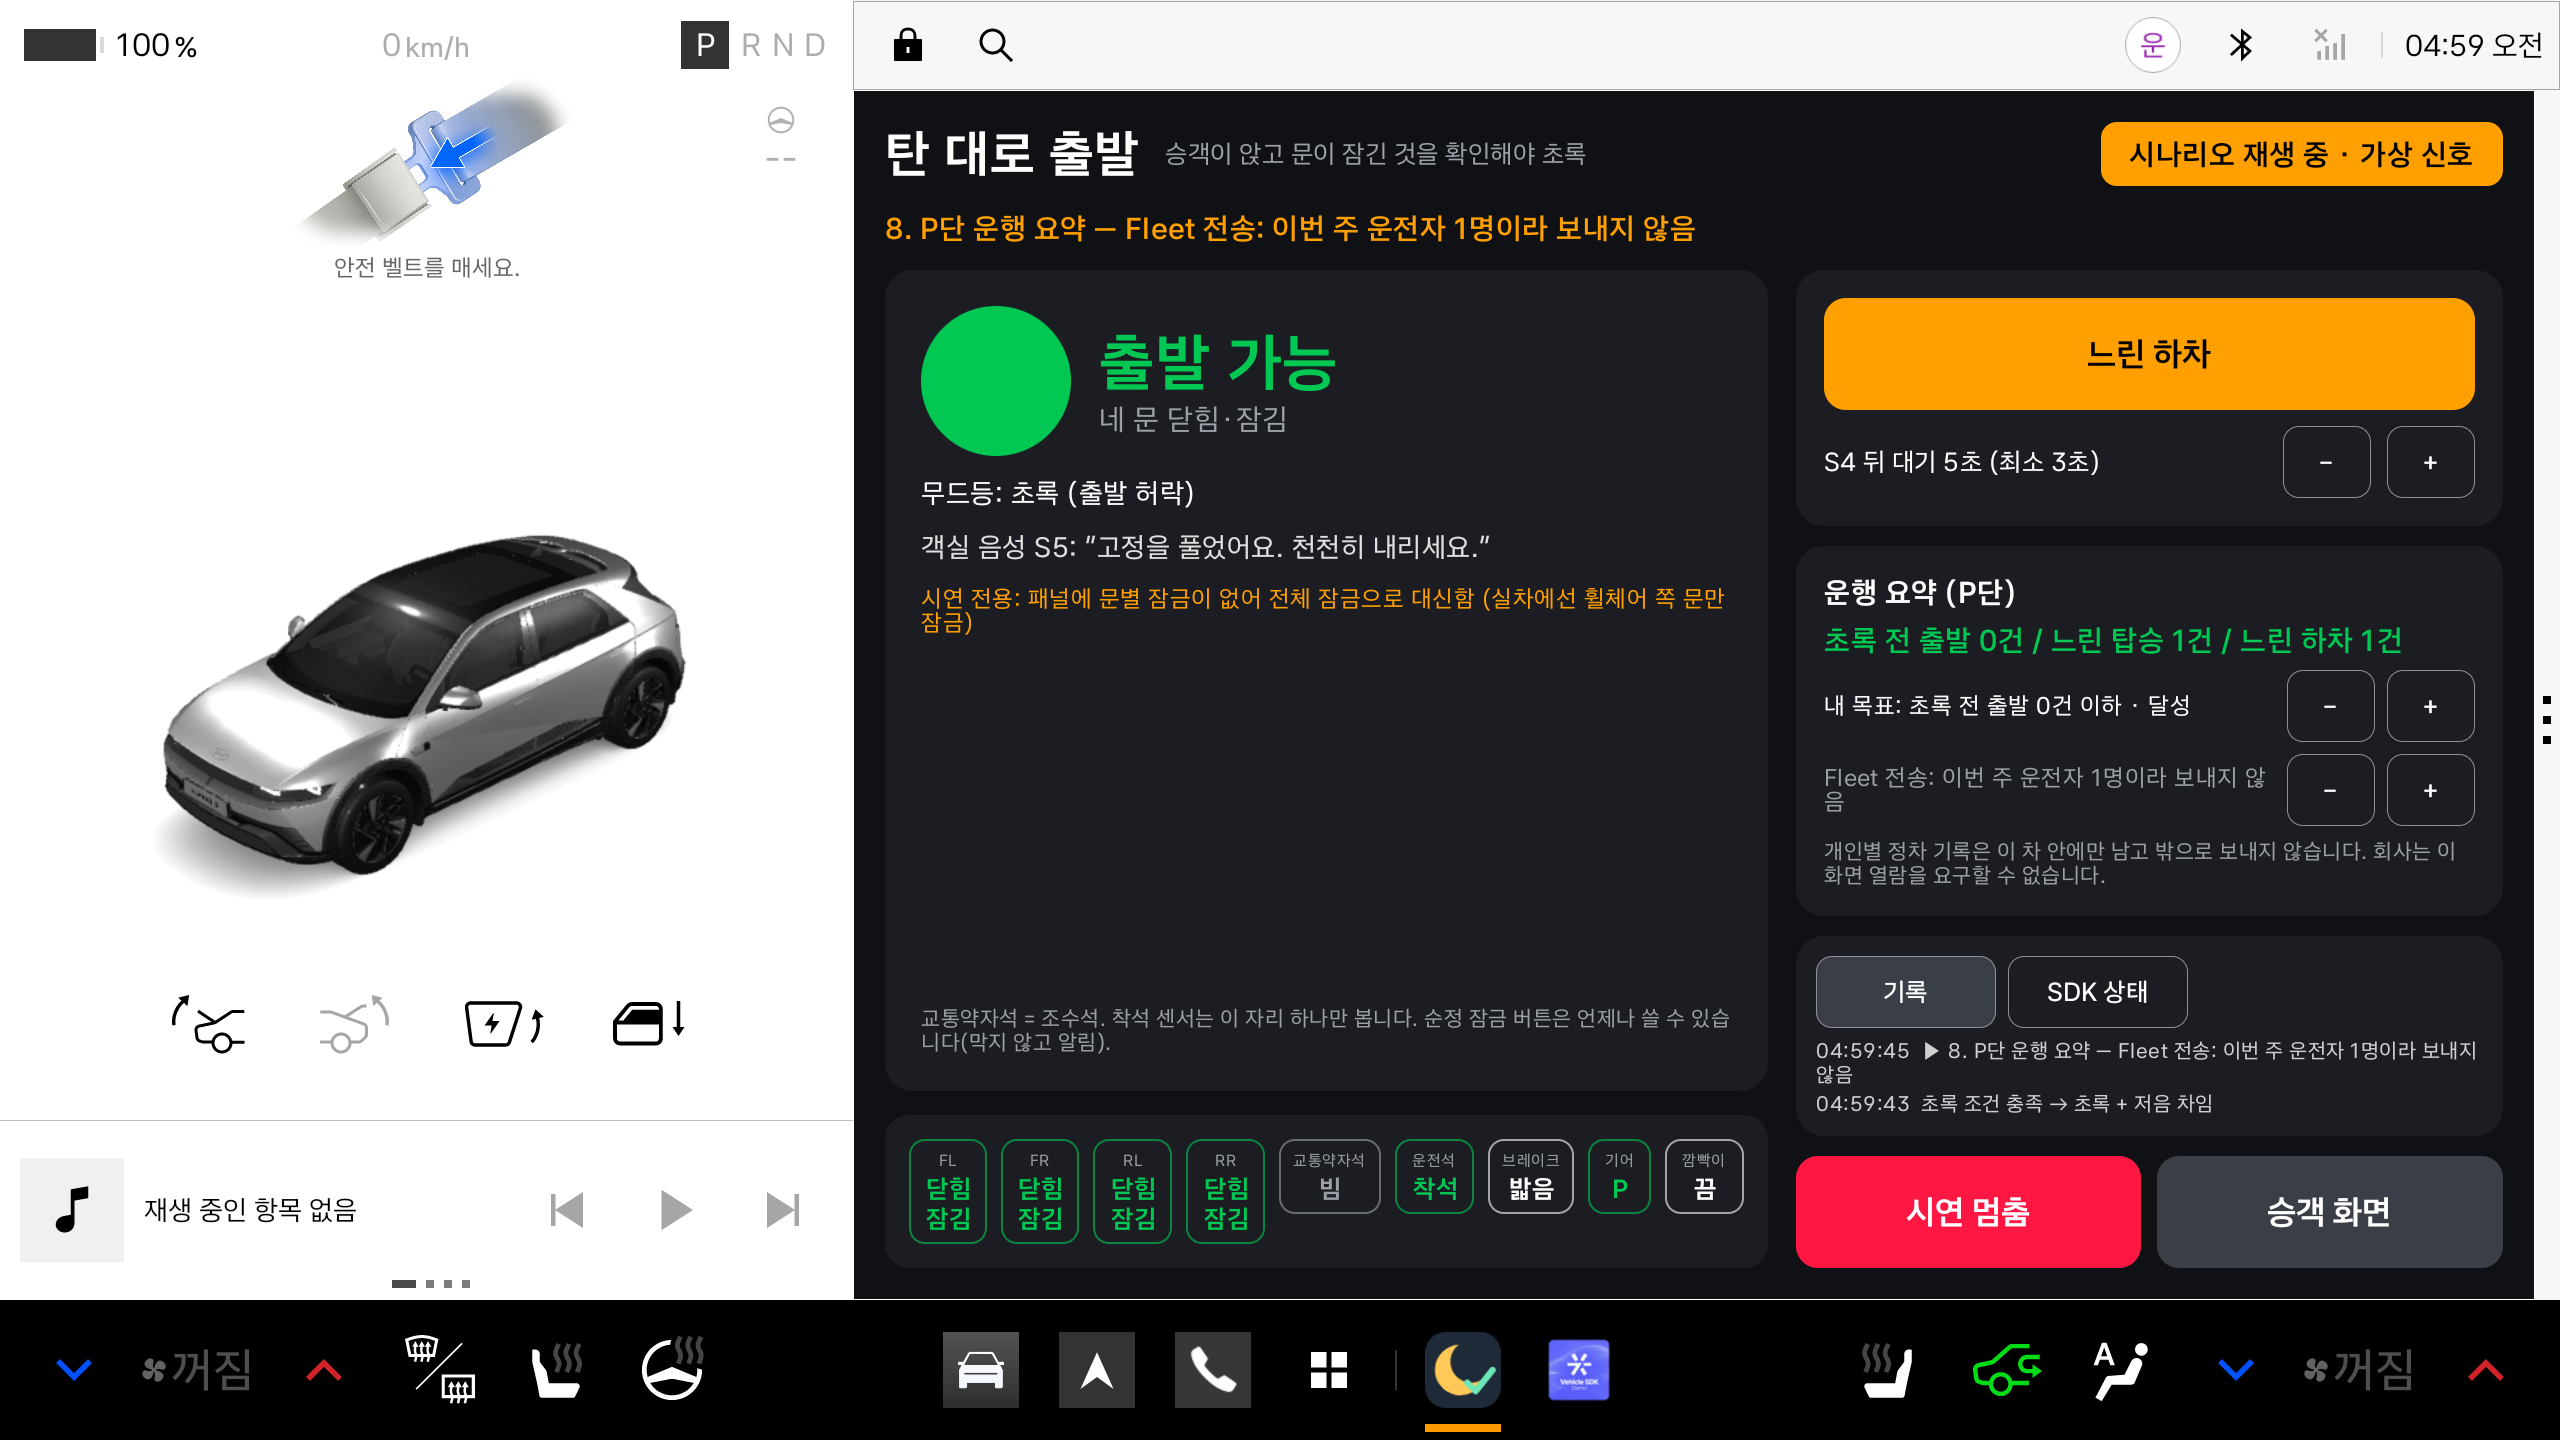 100%
0 km/h
P R N D
운
04:59 오전
--
안전 벨트를 매세요.
탄 대로 출발
승객이 앉고 문이 잠긴 것을 확인해야 초록
시나리오 재생 중 · 가상 신호
8. P단 운행 요약 — Fleet 전송: 이번 주 운전자 1명이라 보내지 않음
출발 가능
네 문 닫힘·잠김
무드등: 초록 (출발 허락)
객실 음성 S5: "고정을 풀었어요. 천천히 내리세요."
시연 전용: 패널에 문별 잠금이 없어 전체 잠금으로 대신함 (실차에선 휠체어 쪽 문만
잠금)
교통약자석 = 조수석. 착석 센서는 이 자리 하나만 봅니다. 순정 잠금 버튼은 언제나 쓸 수 있습
니다(막지 않고 알림).
FL
닫힘
잠김
FR
닫힘
잠김
RL
닫힘
잠김
RR
닫힘
잠김
교통약자석
빔
운전석
착석
브레이크
밟음
기어
P
깜빡이
끔
느린 하차
S4 뒤 대기 5초 (최소 3초)
−
+
운행 요약 (P단)
초록 전 출발 0건 / 느린 탑승 1건 / 느린 하차 1건
내 목표: 초록 전 출발 0건 이하 · 달성
−
+
Fleet 전송: 이번 주 운전자 1명이라 보내지 않
음
−
+
개인별 정차 기록은 이 차 안에만 남고 밖으로 보내지 않습니다. 회사는 이
화면 열람을 요구할 수 없습니다.
기록
SDK 상태
04:59:45 ▶ 8. P단 운행 요약 — Fleet 전송: 이번 주 운전자 1명이라 보내지
않음
04:59:43 초록 조건 충족 → 초록 + 저음 차임
시연 멈춤
승객 화면
재생 중인 항목 없음
꺼짐
Vehicle SDK
Demo
A
꺼짐